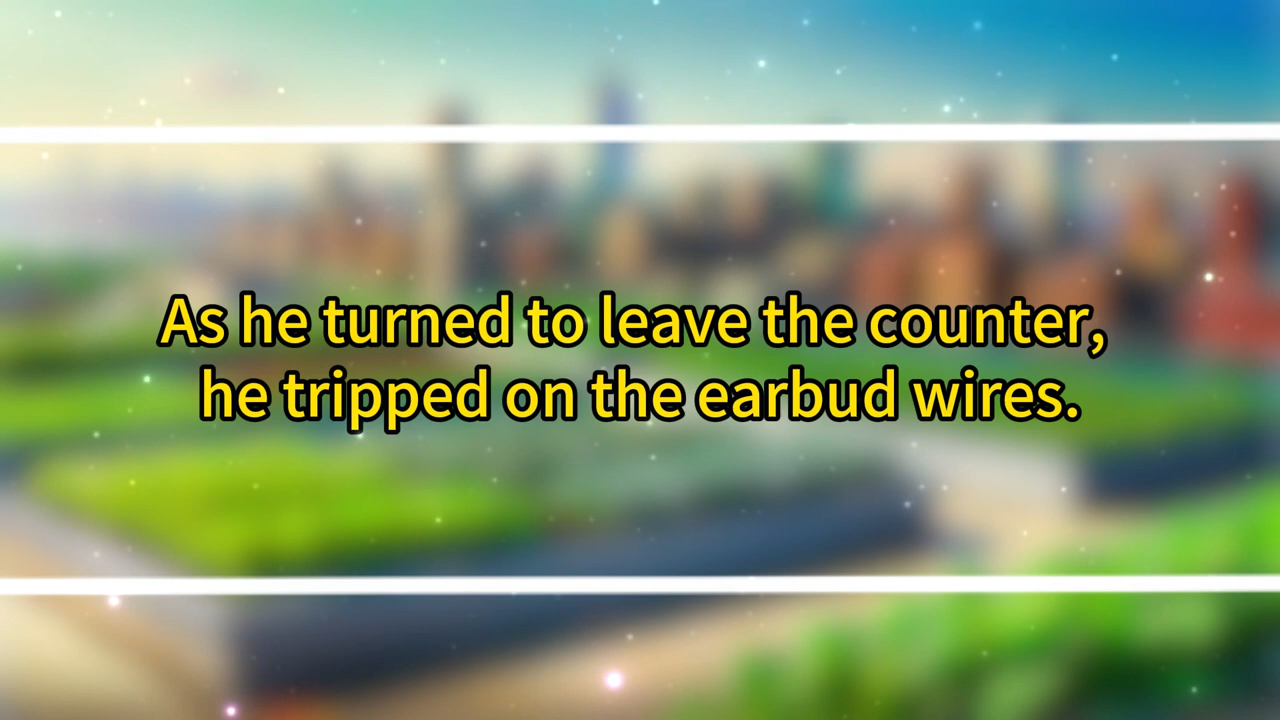 As he turned to leave the counter,
he tripped on the earbud wires.